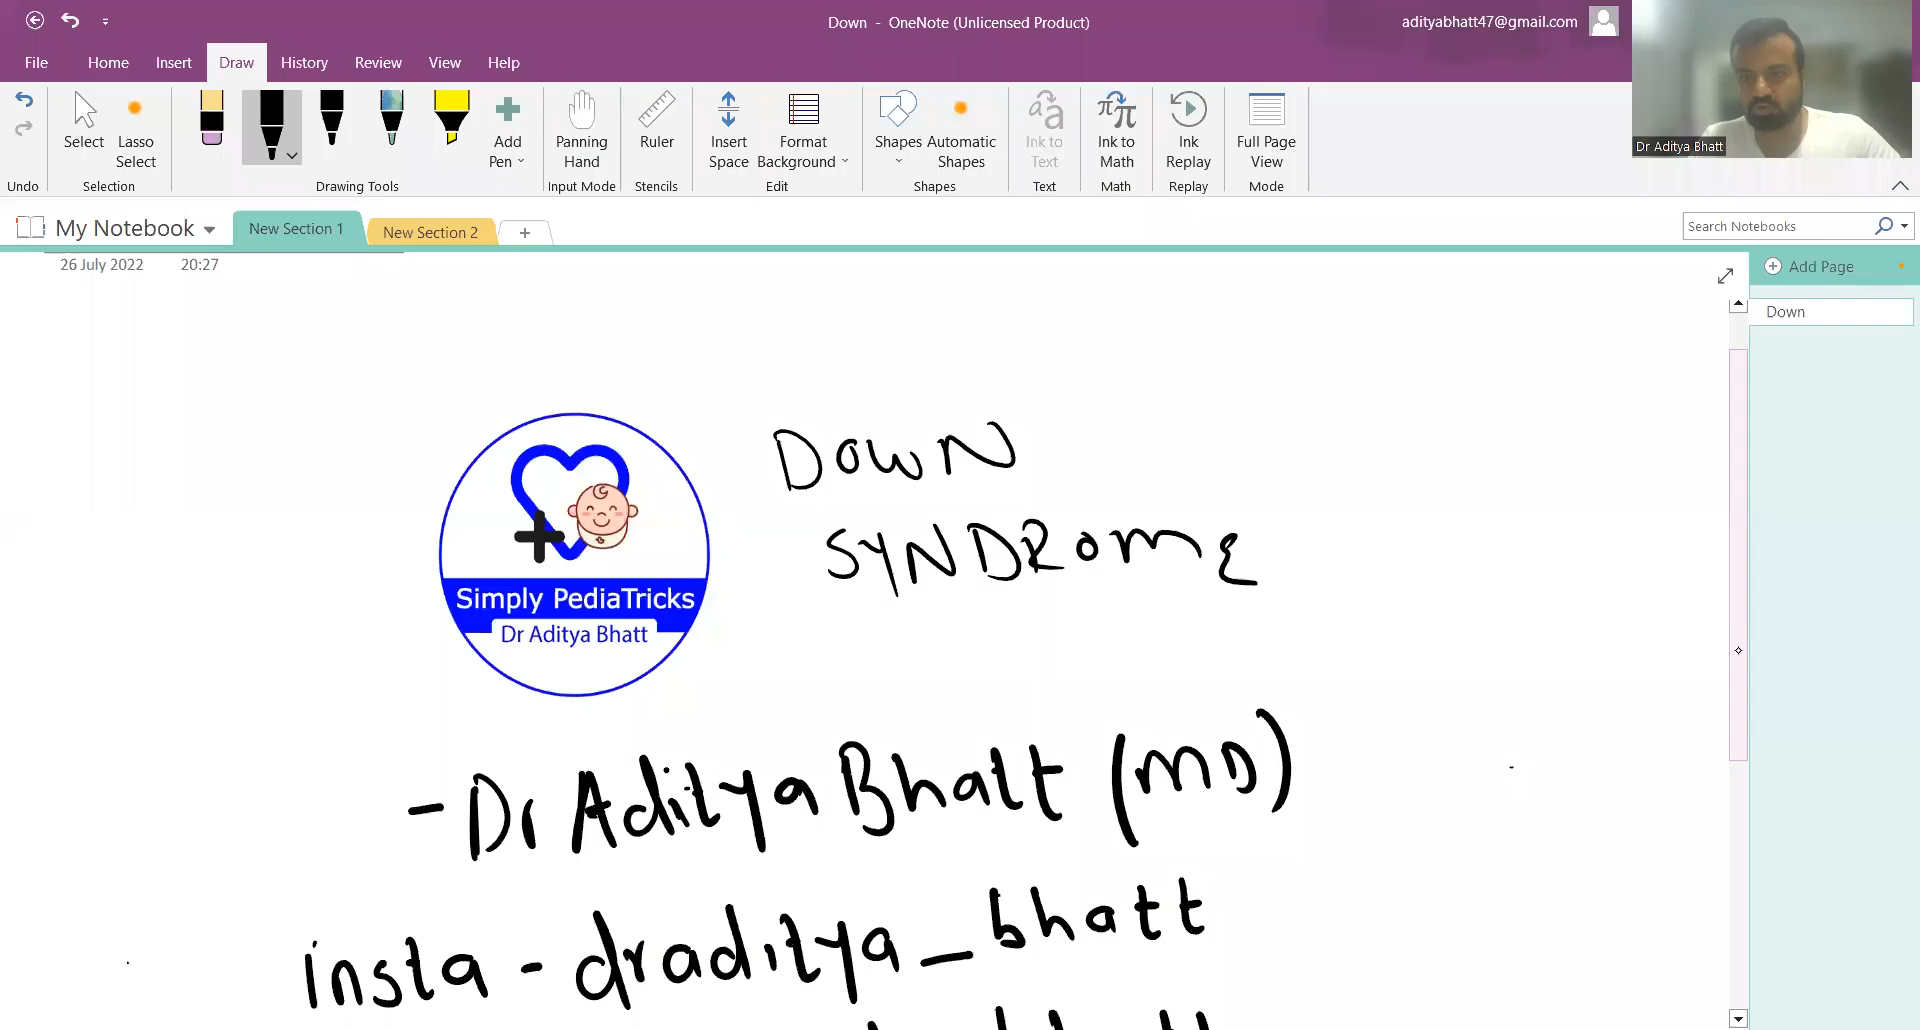 Down - OneNote (Unlicensed Product)
adityabhatt47@gmail.com
File Home Insert Draw History Review View Help
Dr Aditya Bhatt
Select
Lasso Select
Add Pen
Panning Hand
Ruler
Insert Space
Format Background
Shapes
Automatic Shapes
Ink to Text
Ink to Math
Ink Replay
Full Page View
Undo Selection Drawing Tools Input Mode Stencils Edit Shapes Text Math Replay Mode
My Notebook New Section 1 New Section 2
Search Notebooks
26 July 2022 20:27
Add Page
Down
DOWN
SYNDROME
Simply PediaTricks
Dr Aditya Bhatt
- Dr Aditya Bhatt (MD)
insta - draditya_bhatt